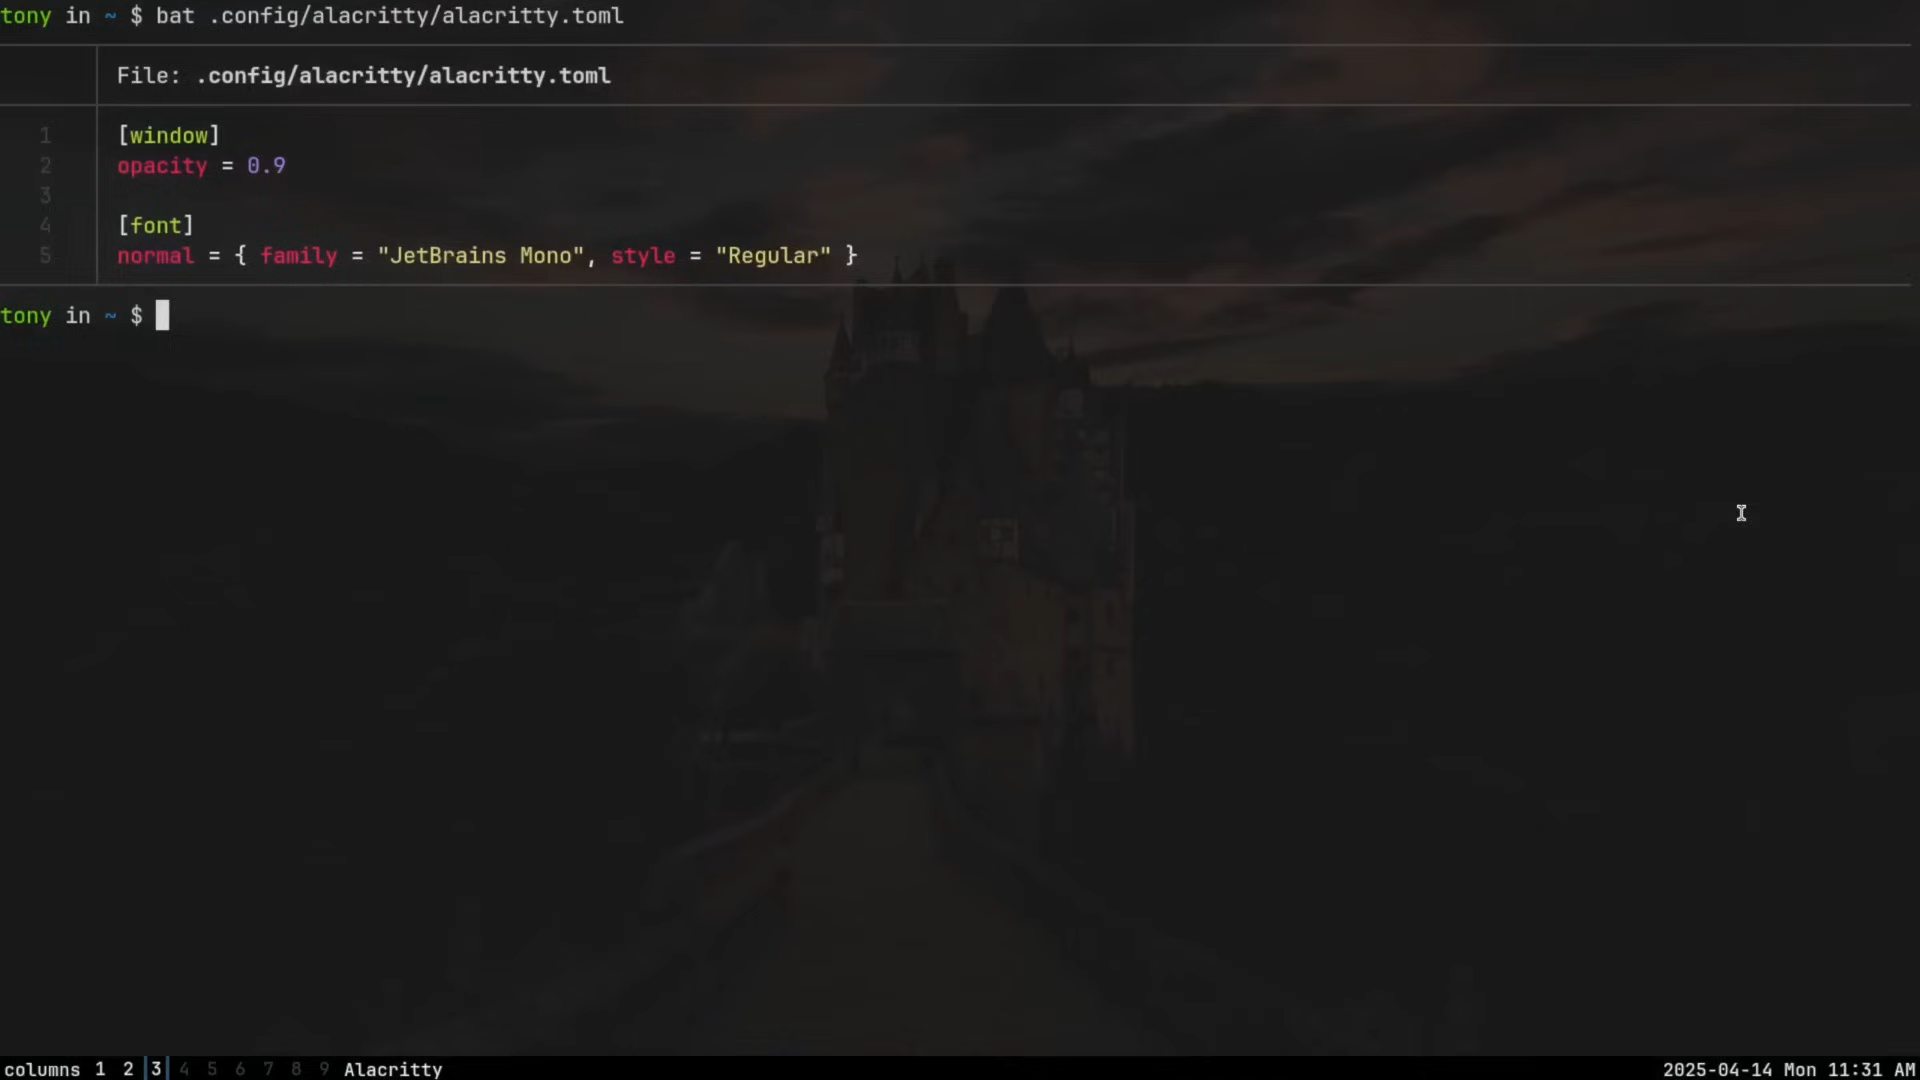 tony in ~ $ bat .config/alacritty/alacritty.toml
File: .config/alacritty/alacritty.toml
1 [window]
2 opacity = 0.9
3
4 [font]
5 normal = { family = "JetBrains Mono", style = "Regular" }
tony in ~ $
columns 1 2 3 4 5 6 7 8 9 Alacritty 2025-04-14 Mon 11:31 AM